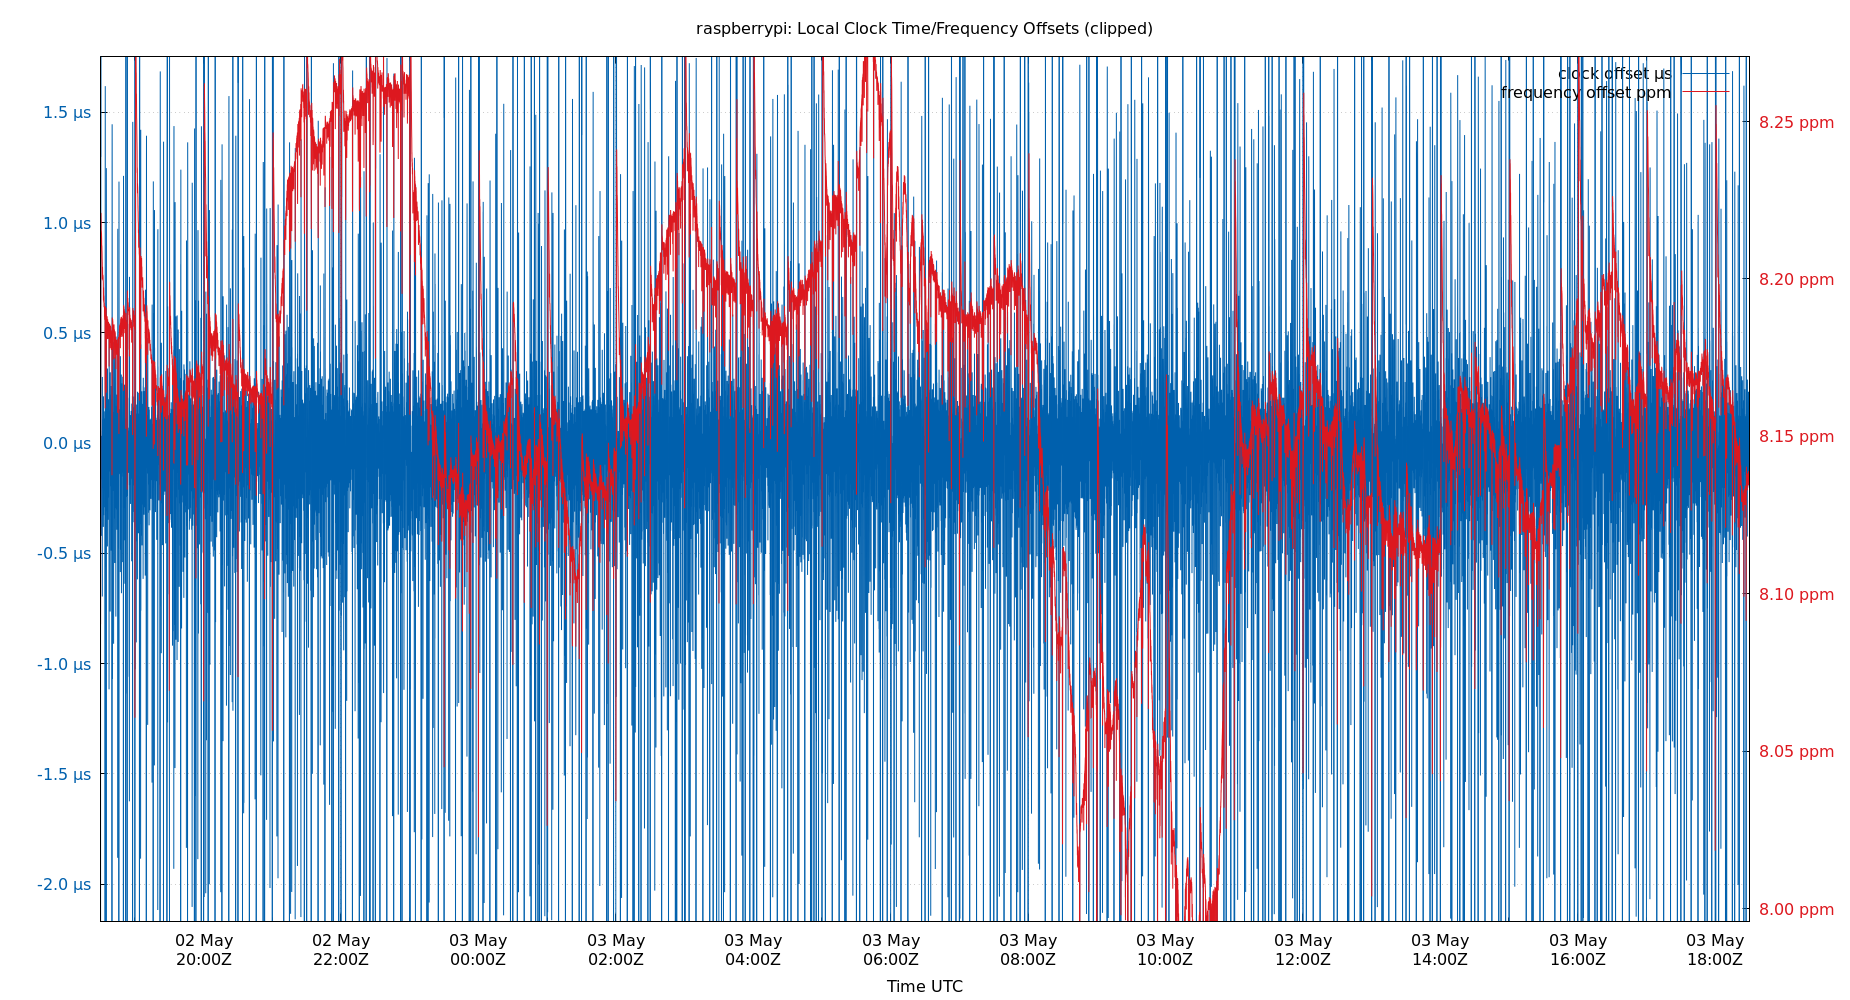 raspberrypi: Local Clock Time/Frequency Offsets (clipped)
clock offset µs
frequency offset ppm
1.5 µs
1.0 µs
0.5 µs
0.0 µs
-0.5 µs
-1.0 µs
-1.5 µs
-2.0 µs
8.25 ppm
8.20 ppm
8.15 ppm
8.10 ppm
8.05 ppm
8.00 ppm
02 May
20:00Z
02 May
22:00Z
03 May
00:00Z
03 May
02:00Z
03 May
04:00Z
03 May
06:00Z
03 May
08:00Z
03 May
10:00Z
03 May
12:00Z
03 May
14:00Z
03 May
16:00Z
03 May
18:00Z
Time UTC